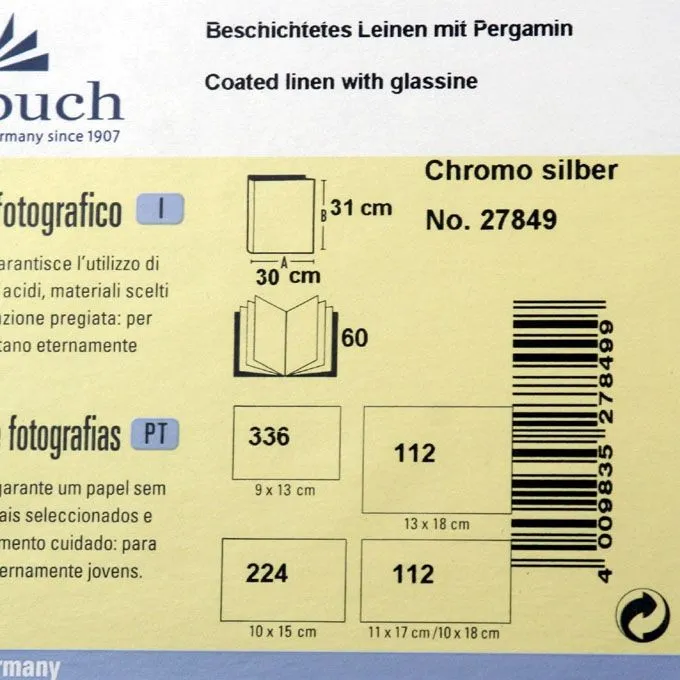 Beschichtetes Leinen mit Pergamin
Coated linen with glassine
ouch
rmany since 1907
Chromo silber
No. 27849
fotografico I
31 cm
B
A
30 cm
60
arantisce l'utilizzo di
acidi, materiali scelti
azione pregiata: per
tano eternamente
fotografias PT
garante um papel sem
ais seleccionados e
mento cuidado: para
ernamente jovens.
336
9 x 13 cm
112
13 x 18 cm
224
10 x 15 cm
112
11 x 17 cm/10 x 18 cm
4 009835 278499
rmany